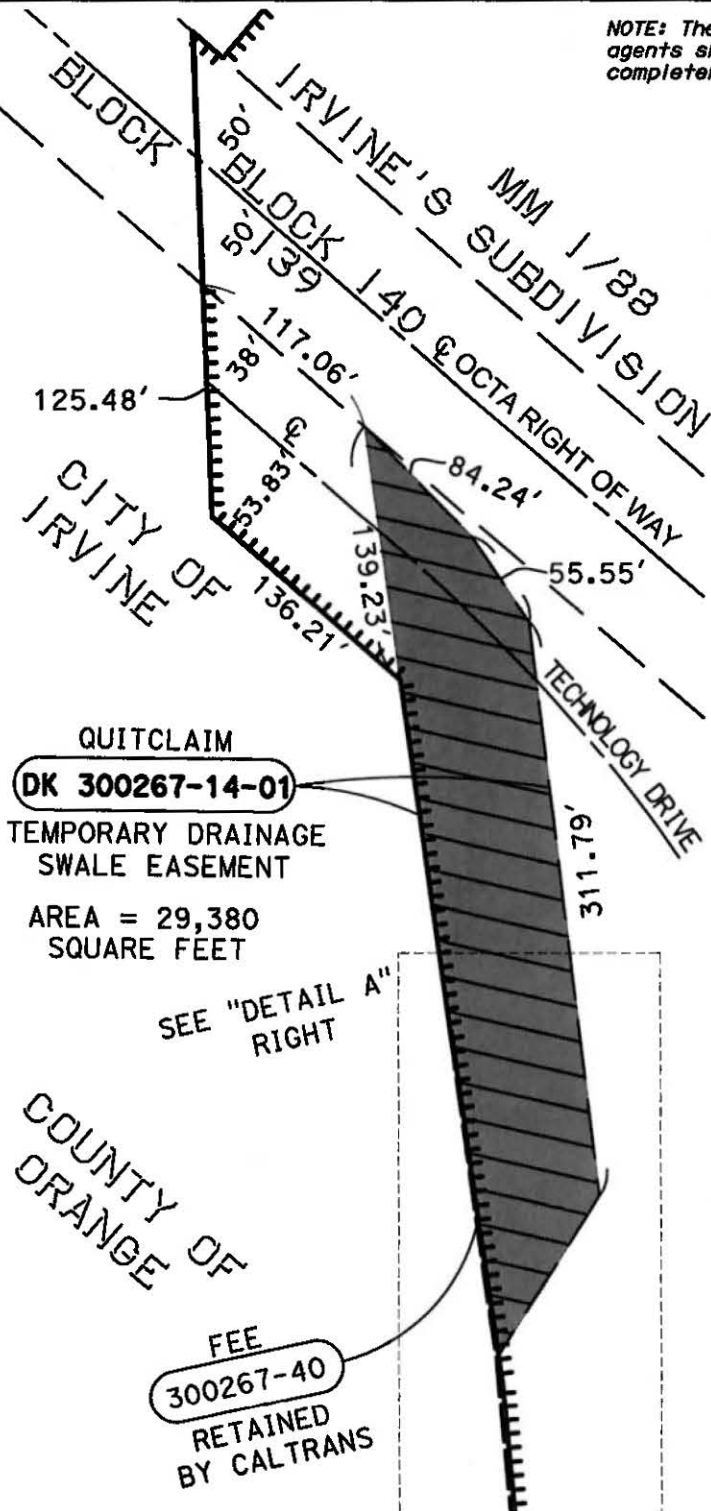 NOTE: The
agents sh
completen
BLOCK
50'
IRVINE'S SUBDIVISION
MM 1/88
BLOCK 140
50'
139
℄ OCTA RIGHT OF WAY
117.06'
38'
125.48'
℄
53.83'
84.24'
CITY OF
IRVINE
139.23'
55.55'
136.21'
TECHNOLOGY DRIVE
QUITCLAIM
DK 300267-14-01
TEMPORARY DRAINAGE
SWALE EASEMENT
311.79'
AREA = 29,380
SQUARE FEET
SEE "DETAIL A"
RIGHT
COUNTY OF
ORANGE
FEE
300267-40
RETAINED
BY CALTRANS